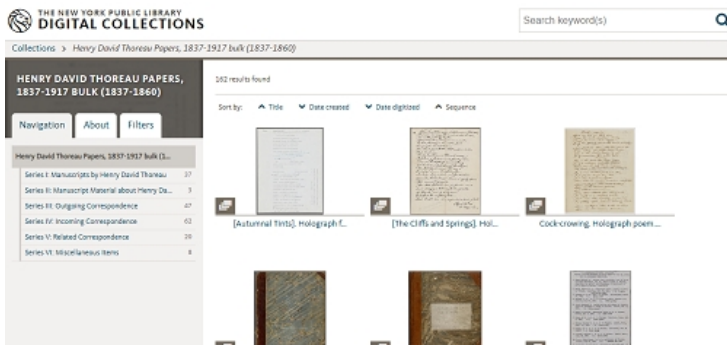 THE NEW YORK PUBLIC LIBRARY
DIGITAL COLLECTIONS
Search keyword(s)
Collections > Henry David Thoreau Papers, 1837-1917 bulk (1837-1860)
HENRY DAVID THOREAU PAPERS,
1837-1917 BULK (1837-1860)
Navigation About Filters
Henry David Thoreau Papers, 1837-1917 bulk (1...
Series I: Manuscripts by Henry David Thoreau 37
Series II: Manuscript Material about Henry Da... 3
Series III: Outgoing Correspondence 47
Series IV: Incoming Correspondence 62
Series V: Related Correspondence
Series VI: Miscellaneous Items 8
162 results found
Sort by: Title Date created Date digitized Sequence
[Autumnal Tints]. Holograph f...
[The Cliffs and Springs]. Hol...
Cock-crowing. Holograph poem....